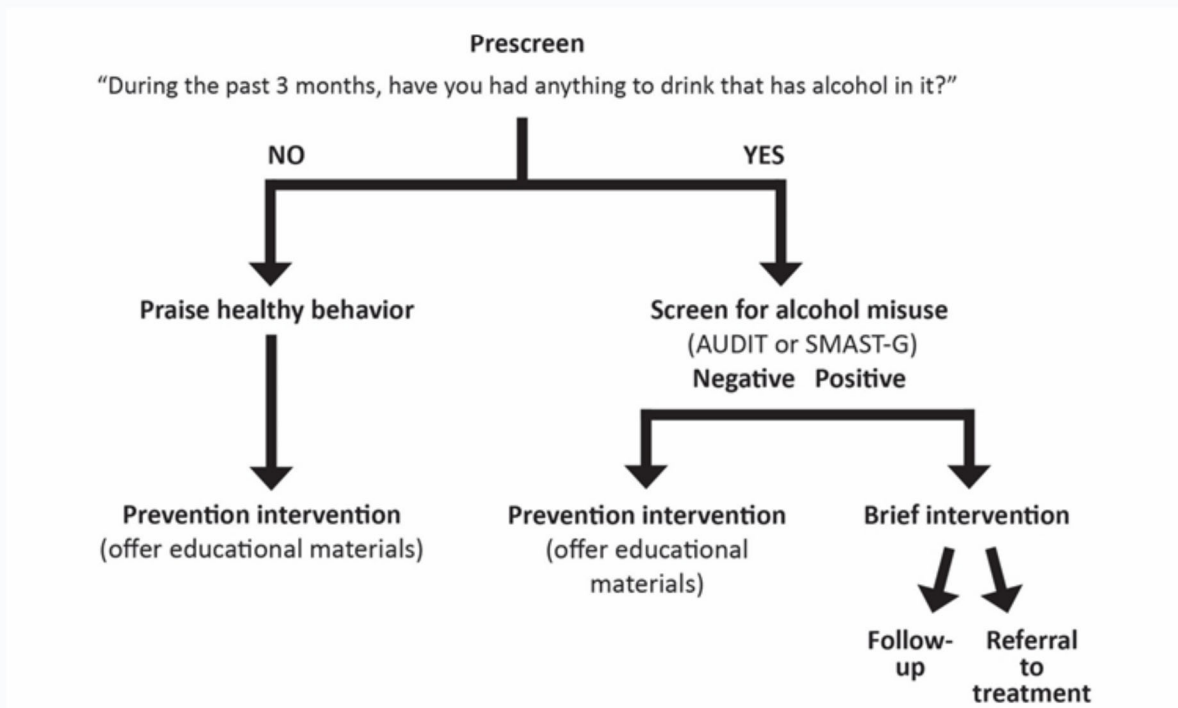 Prescreen
“During the past 3 months, have you had anything to drink that has alcohol in it?”
NO
YES
Praise healthy behavior
Screen for alcohol misuse
(AUDIT or SMAST-G)
Negative Positive
Prevention intervention
(offer educational materials)
Prevention intervention
(offer educational
materials)
Brief intervention
Follow-
up
Referral
to
treatment